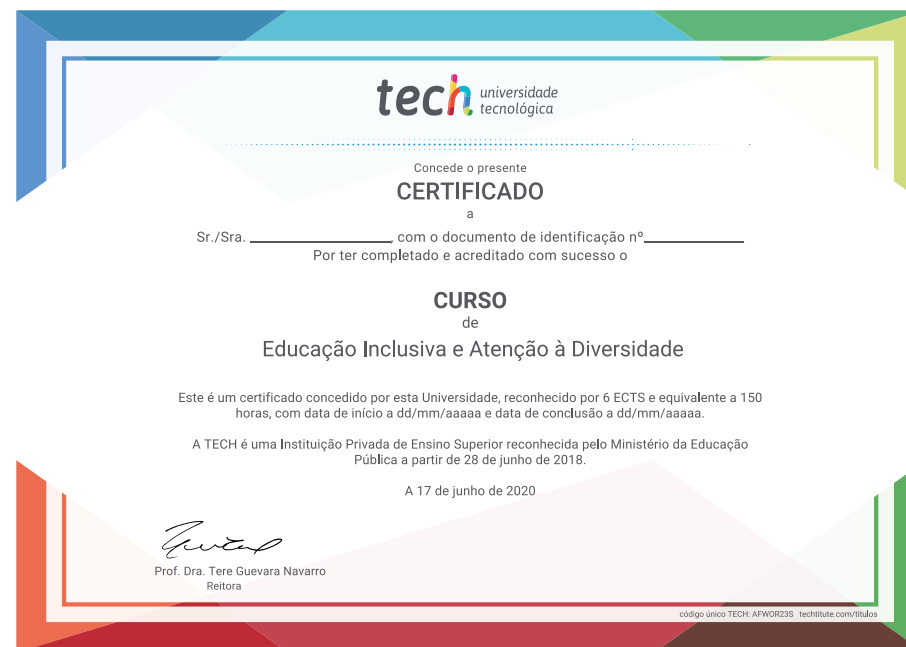 tech universidade
tecnológica
Concede o presente
CERTIFICADO
a
Sr./Sra. ____________, com o documento de identificação nº____________
Por ter completado e acreditado com sucesso o
CURSO
de
Educação Inclusiva e Atenção à Diversidade
Este é um certificado concedido por esta Universidade, reconhecido por 6 ECTS e equivalente a 150
horas, com data de início a dd/mm/aaaaa e data de conclusão a dd/mm/aaaaa.
A TECH é uma Instituição Privada de Ensino Superior reconhecida pelo Ministério da Educação
Pública a partir de 28 de junho de 2018.
A 17 de junho de 2020
Prof. Dra. Tere Guevara Navarro
Reitora
código único TECH: AFWOR23S techtitute.com/titulos